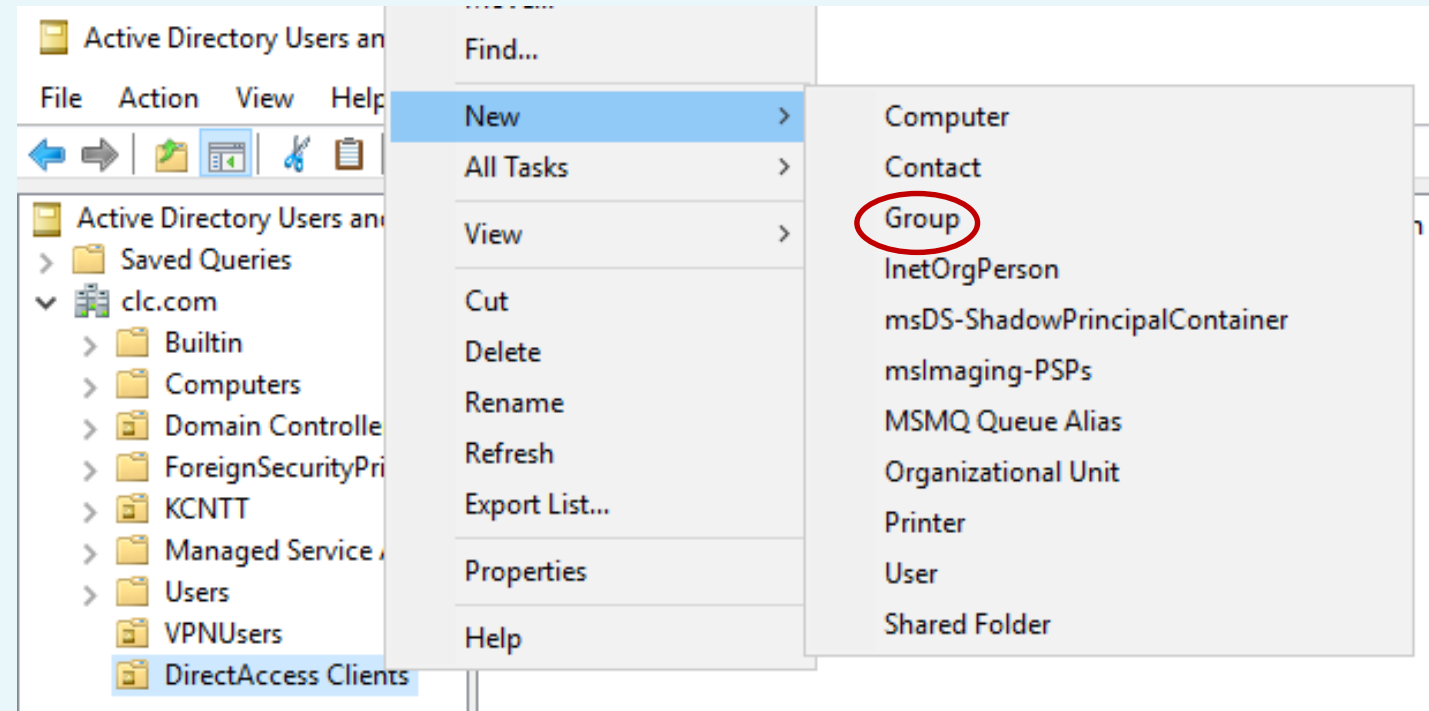 Active Directory Users an
File Action View Help
Active Directory Users and
Saved Queries
clc.com
Builtin
Computers
Domain Controlle
ForeignSecurityPri
KCNTT
Managed Service
Users
VPNUsers
DirectAccess Clients
Find...
New
All Tasks
View
Cut
Delete
Rename
Refresh
Export List...
Properties
Help
Computer
Contact
Group
InetOrgPerson
msDS-ShadowPrincipalContainer
msImaging-PSPs
MSMQ Queue Alias
Organizational Unit
Printer
User
Shared Folder